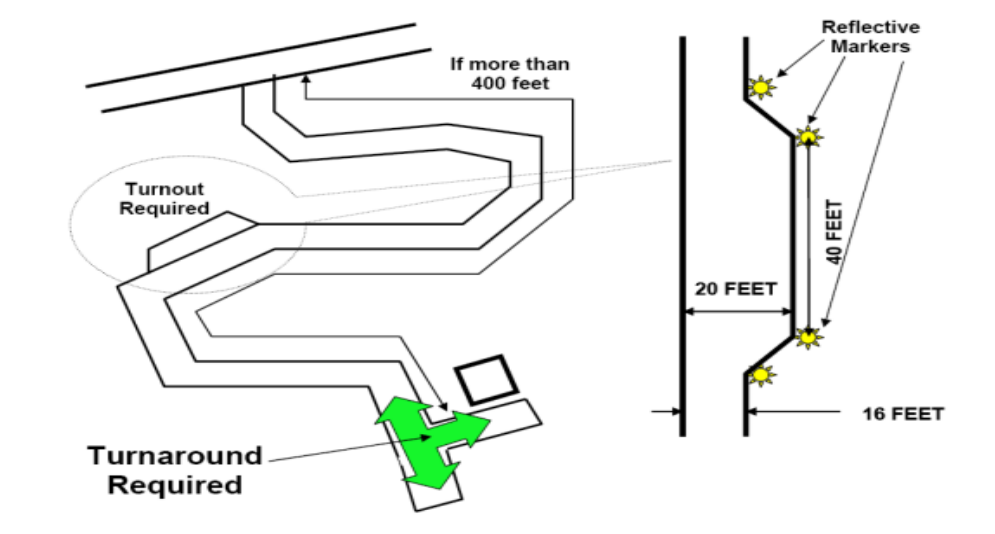 If more than
400 feet
Turnout
Required
Turnaround
Required
Reflective
Markers
40 FEET
20 FEET
16 FEET